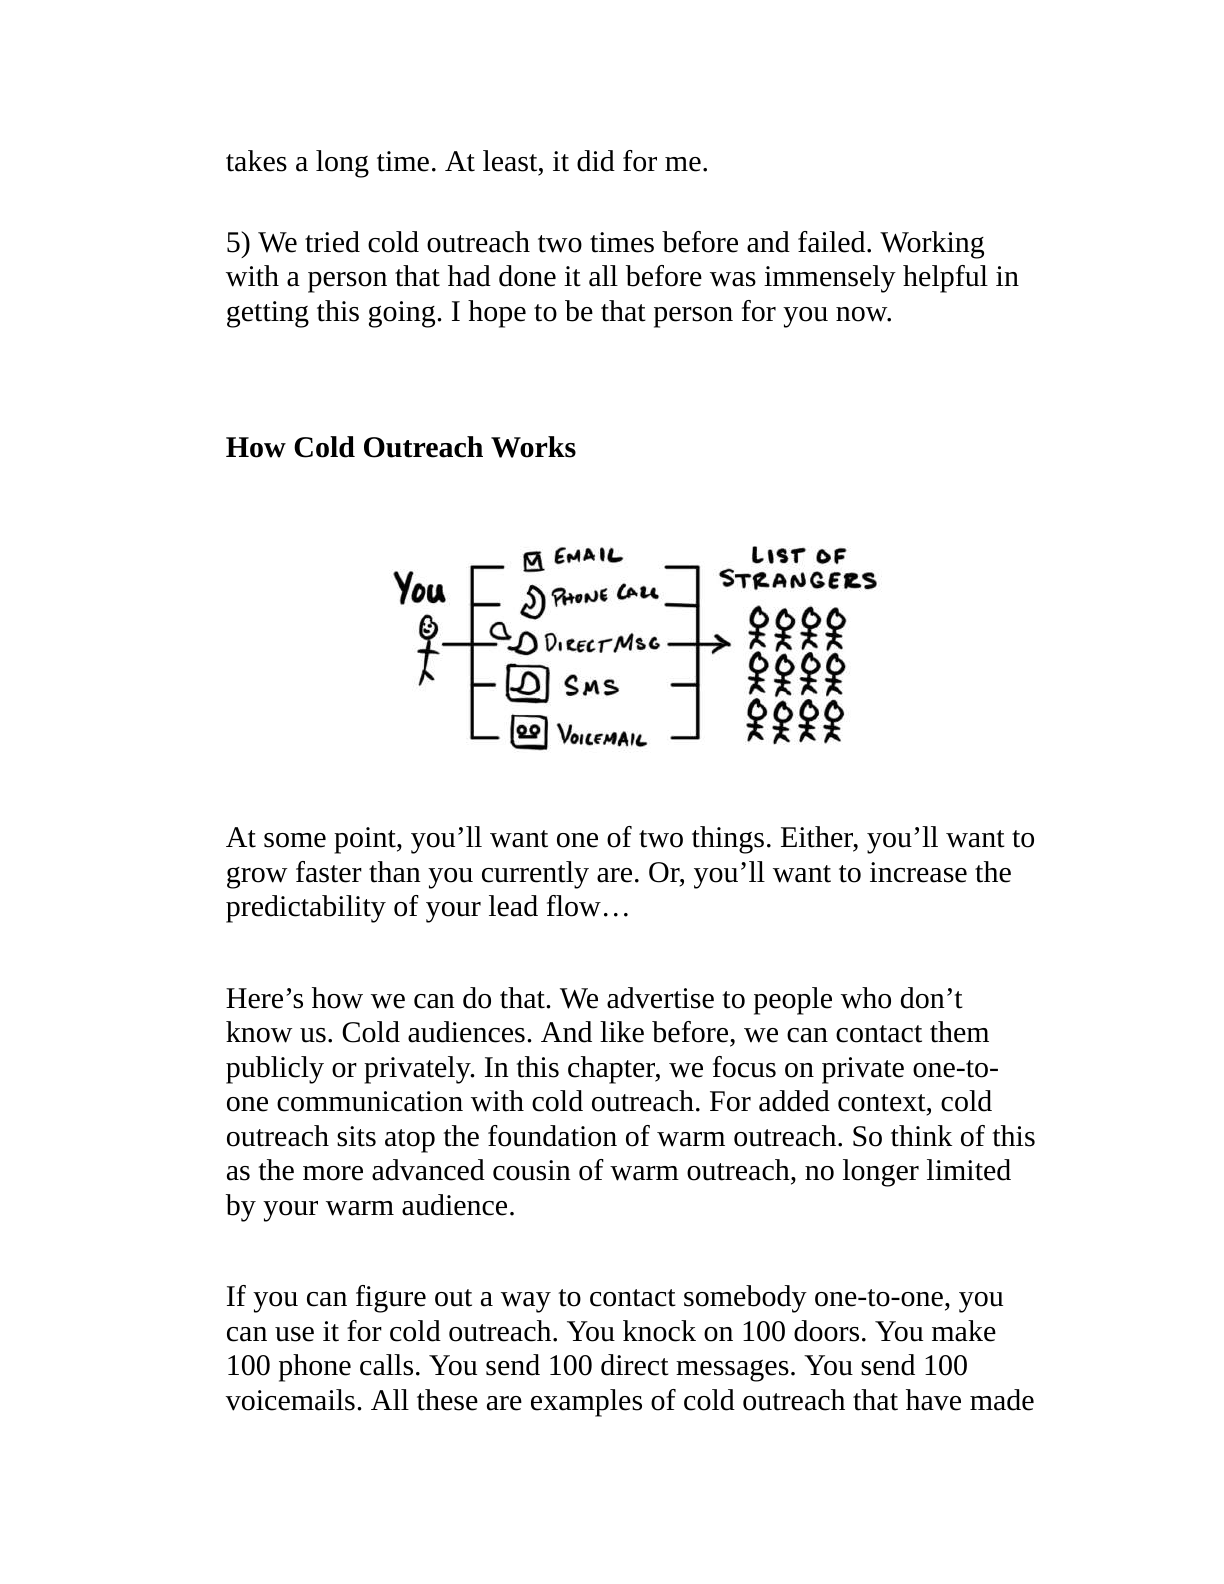 takes a long time. At least, it did for me.
5) We tried cold outreach two times before and failed. Working
with a person that had done it all before was immensely helpful in
getting this going. I hope to be that person for you now.
How Cold Outreach Works
You
EMAIL
PHONE CALL
DIRECT MSG
SMS
VOICEMAIL
LIST OF
STRANGERS
At some point, you’ll want one of two things. Either, you’ll want to
grow faster than you currently are. Or, you’ll want to increase the
predictability of your lead flow…
Here’s how we can do that. We advertise to people who don’t
know us. Cold audiences. And like before, we can contact them
publicly or privately. In this chapter, we focus on private one-to-
one communication with cold outreach. For added context, cold
outreach sits atop the foundation of warm outreach. So think of this
as the more advanced cousin of warm outreach, no longer limited
by your warm audience.
If you can figure out a way to contact somebody one-to-one, you
can use it for cold outreach. You knock on 100 doors. You make
100 phone calls. You send 100 direct messages. You send 100
voicemails. All these are examples of cold outreach that have made